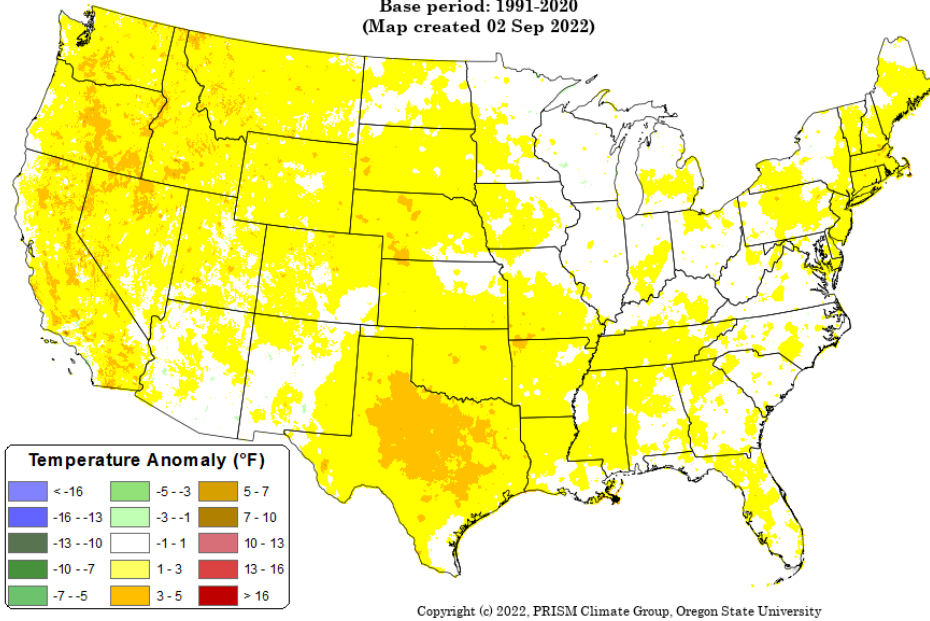 Base period: 1991-2020
(Map created 02 Sep 2022)
Temperature Anomaly (°F)
< -16
-5 - -3
5 - 7
-16 - -13
-3 - -1
7 - 10
-13 - -10
-1 - 1
10 - 13
-10 - -7
1 - 3
13 - 16
-7 - -5
3 - 5
> 16
Copyright (c) 2022, PRISM Climate Group, Oregon State University